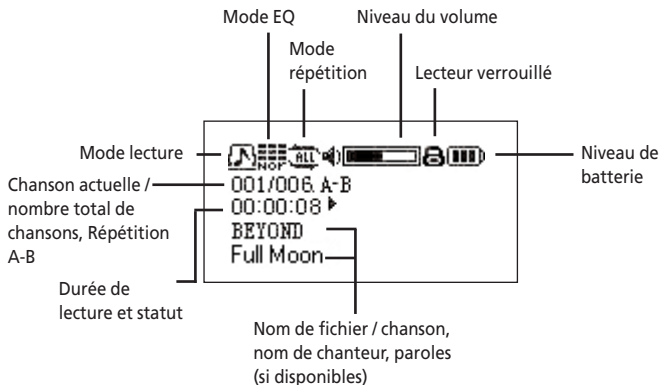 Mode EQ
Niveau du volume
Mode
répétition
Lecteur verrouillé
Mode lecture
NOR
ALL
Niveau de
batterie
Chanson actuelle /
nombre total de
chansons, Répétition
A-B
001/006. A-B
00:00:08
BEYOND
Full Moon
Durée de
lecture et statut
Nom de fichier / chanson,
nom de chanteur, paroles
(si disponibles)